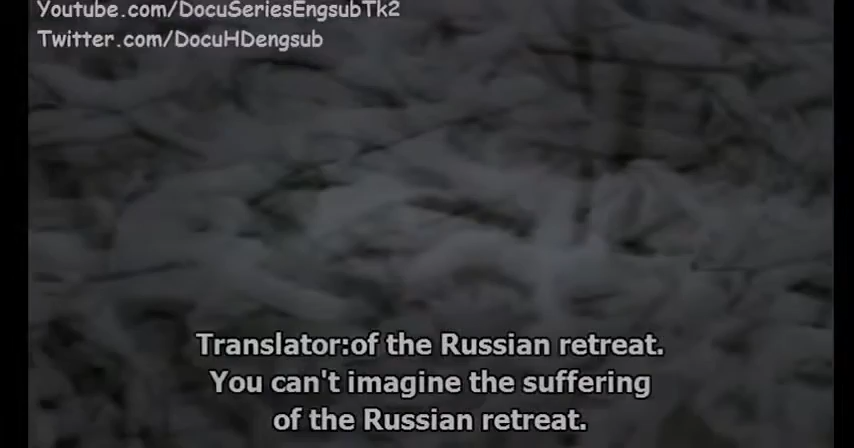 Youtube.com/DocuSeriesEngsubTk2
Twitter.com/DocuHDengsub
Translator:of the Russian retreat.
You can't imagine the suffering
of the Russian retreat.